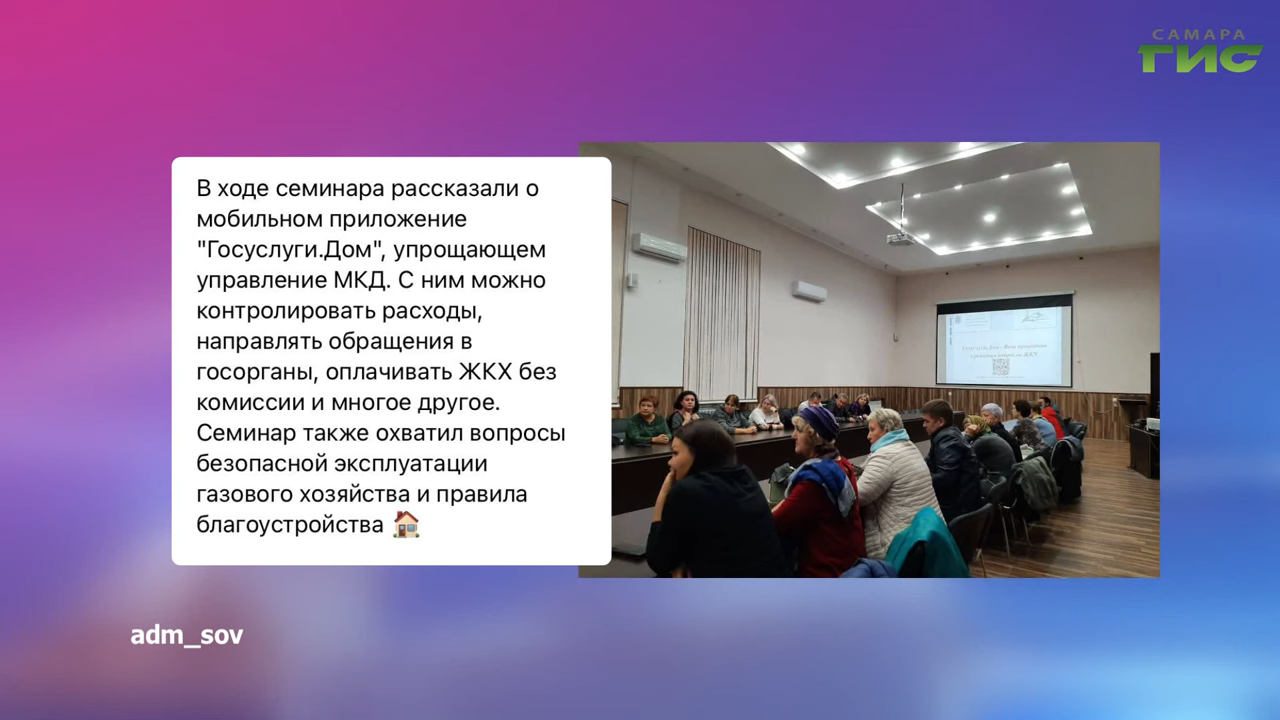 САМАРА
ГИС
В ходе семинара рассказали о
мобильном приложение
"Госуслуги.Дом", упрощающем
управление МКД. С ним можно
контролировать расходы,
направлять обращения в
госорганы, оплачивать ЖКХ без
комиссии и многое другое.
Семинар также охватил вопросы
безопасной эксплуатации
газового хозяйства и правила
благоустройства 🏠
adm_sov